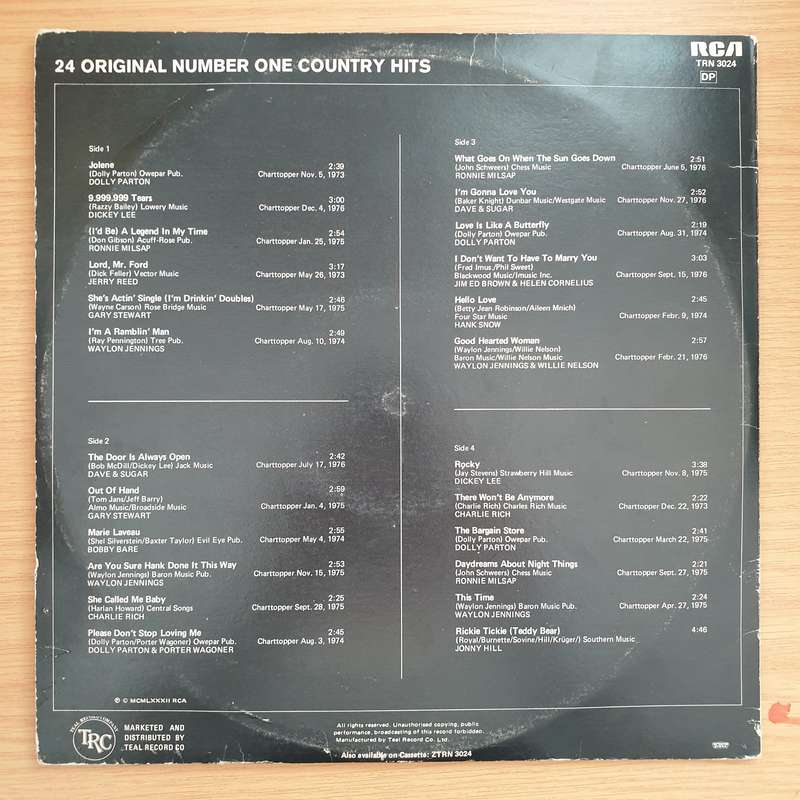 24 ORIGINAL NUMBER ONE COUNTRY HITS
RCA
TRN 3024
DP
Side 1
Jolene 2:39
(Dolly Parton) Owepar Pub. Charttopper Nov. 5, 1973
DOLLY PARTON
9,999,999 Tears 3:00
(Razzy Bailey) Lowery Music Charttopper Dec. 4, 1976
DICKEY LEE
(I'd Be) A Legend In My Time 2:54
(Don Gibson) Acuff-Rose Pub. Charttopper Jan. 25, 1975
RONNIE MILSAP
Lord, Mr. Ford 3:17
(Dick Feller) Vector Music Charttopper May 26, 1973
JERRY REED
She's Actin' Single (I'm Drinkin' Doubles) 2:46
(Wayne Carson) Rose Bridge Music Charttopper May 17, 1975
GARY STEWART
I'm A Ramblin' Man 2:49
(Ray Pennington) Tree Pub. Charttopper Aug. 10, 1974
WAYLON JENNINGS
Side 2
The Door Is Always Open 2:42
(Bob McDill/Dickey Lee) Jack Music Charttopper July 17, 1976
DAVE & SUGAR
Out Of Hand 2:59
(Tom Jans/Jeff Barry)
Almo Music/Broadside Music Charttopper Jan. 4, 1975
GARY STEWART
Marie Laveau 2:55
(Shel Silverstein/Baxter Taylor) Evil Eye Pub. Charttopper May 4, 1974
BOBBY BARE
Are You Sure Hank Done It This Way 2:53
(Waylon Jennings) Baron Music Pub. Charttopper Nov. 15, 1975
WAYLON JENNINGS
She Called Me Baby 2:25
(Harlan Howard) Central Songs Charttopper Sept. 28, 1975
CHARLIE RICH
Please Don't Stop Loving Me 2:45
(Dolly Parton/Porter Wagoner) Owepar Pub. Charttopper Aug. 3, 1974
DOLLY PARTON & PORTER WAGONER
Side 3
What Goes On When The Sun Goes Down 2:51
(John Schweers) Chess Music Charttopper June 5, 1976
RONNIE MILSAP
I'm Gonna Love You 2:52
(Baker Knight) Dunbar Music/Westgate Music Charttopper Nov. 27, 1976
DAVE & SUGAR
Love Is Like A Butterfly 2:19
(Dolly Parton) Owepar Pub. Charttopper Aug. 31, 1974
DOLLY PARTON
I Don't Want To Have To Marry You 3:03
(Fred Imus/Phil Sweet)
Blackwood Music/Imusic Inc. Charttopper Sept. 15, 1976
JIM ED BROWN & HELEN CORNELIUS
Hello Love 2:45
(Betty Jean Robinson/Aileen Mnich)
Four Star Music Charttopper Febr. 9, 1974
HANK SNOW
Good Hearted Woman 2:57
(Waylon Jennings/Willie Nelson)
Baron Music/Willie Nelson Music Charttopper Febr. 21, 1976
WAYLON JENNINGS & WILLIE NELSON
Side 4
Rocky 3:38
(Jay Stevens) Strawberry Hill Music Charttopper Nov. 8, 1975
DICKEY LEE
There Won't Be Anymore 2:22
(Charlie Rich) Charles Rich Music Charttopper Dec. 22, 1973
CHARLIE RICH
The Bargain Store 2:41
(Dolly Parton) Owepar Pub. Charttopper March 22, 1975
DOLLY PARTON
Daydreams About Night Things 2:21
(John Schweers) Chess Music Charttopper Sept. 27, 1975
RONNIE MILSAP
This Time 2:24
(Waylon Jennings) Baron Music Pub. Charttopper Apr. 27, 1975
WAYLON JENNINGS
Rickie Tickie (Teddy Bear) 4:46
(Royal/Burnette/Sovine/Hill/Krüger/) Southern Music
JONNY HILL
℗ © MCMLXXXII RCA
TEAL RECORD COMPANY
TRC
MARKETED AND
DISTRIBUTED BY
TEAL RECORD CO
All rights reserved. Unauthorised copying, public
performance, broadcasting of this record forbidden.
Manufactured by Teal Record Co. Ltd.
Also available on Cassette: ZTRN 3024